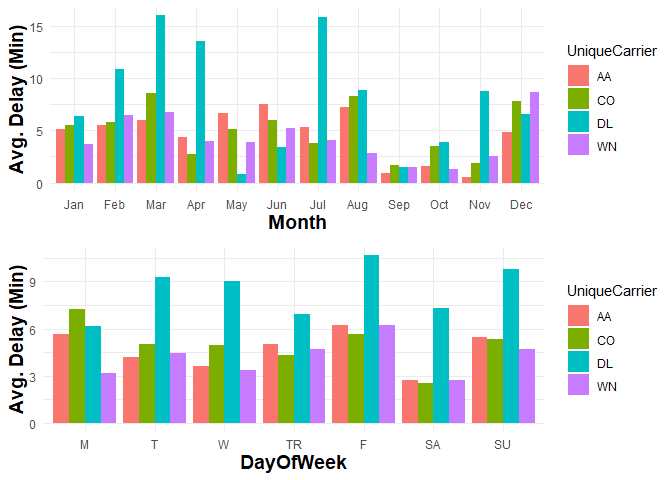 Avg. Delay (Min)
15
10
5
0
Jan Feb Mar Apr May Jun Jul Aug Sep Oct Nov Dec
Month
UniqueCarrier
AA
CO
DL
WN
Avg. Delay (Min)
9
6
3
0
M T W TR F SA SU
DayOfWeek
UniqueCarrier
AA
CO
DL
WN